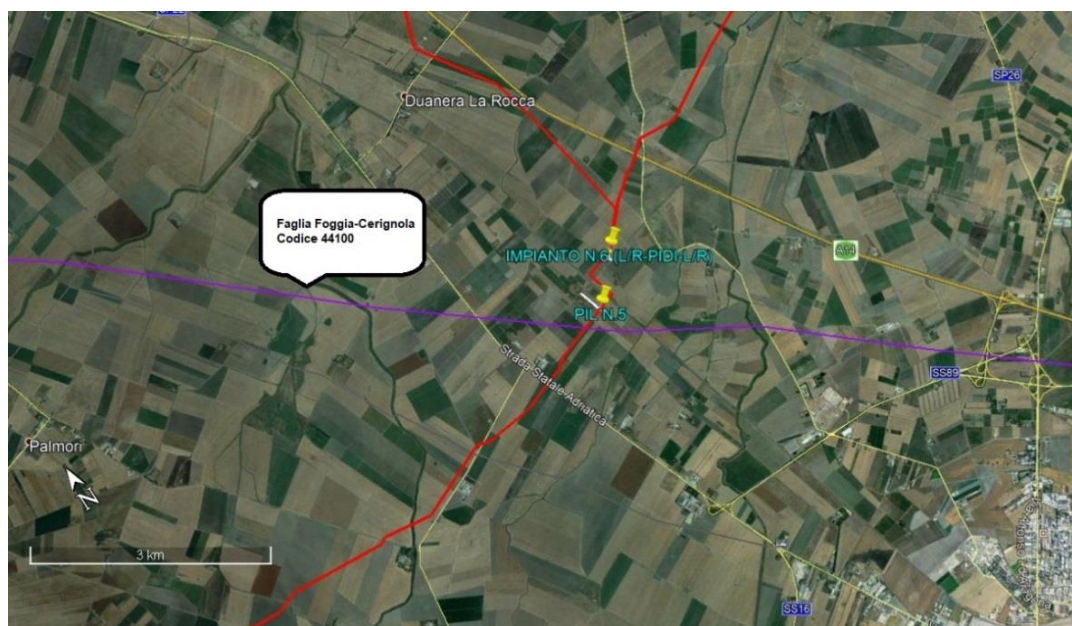 SP26
Duanera La Rocca
Faglia Foggia-Cerignola
Codice 44100
IMPIANTO N.6 (L/R-PIDI-L/R)
A14
PIL N.5
Strada Statale Adriatica
SS89
Palmori
N
3 km
SS16